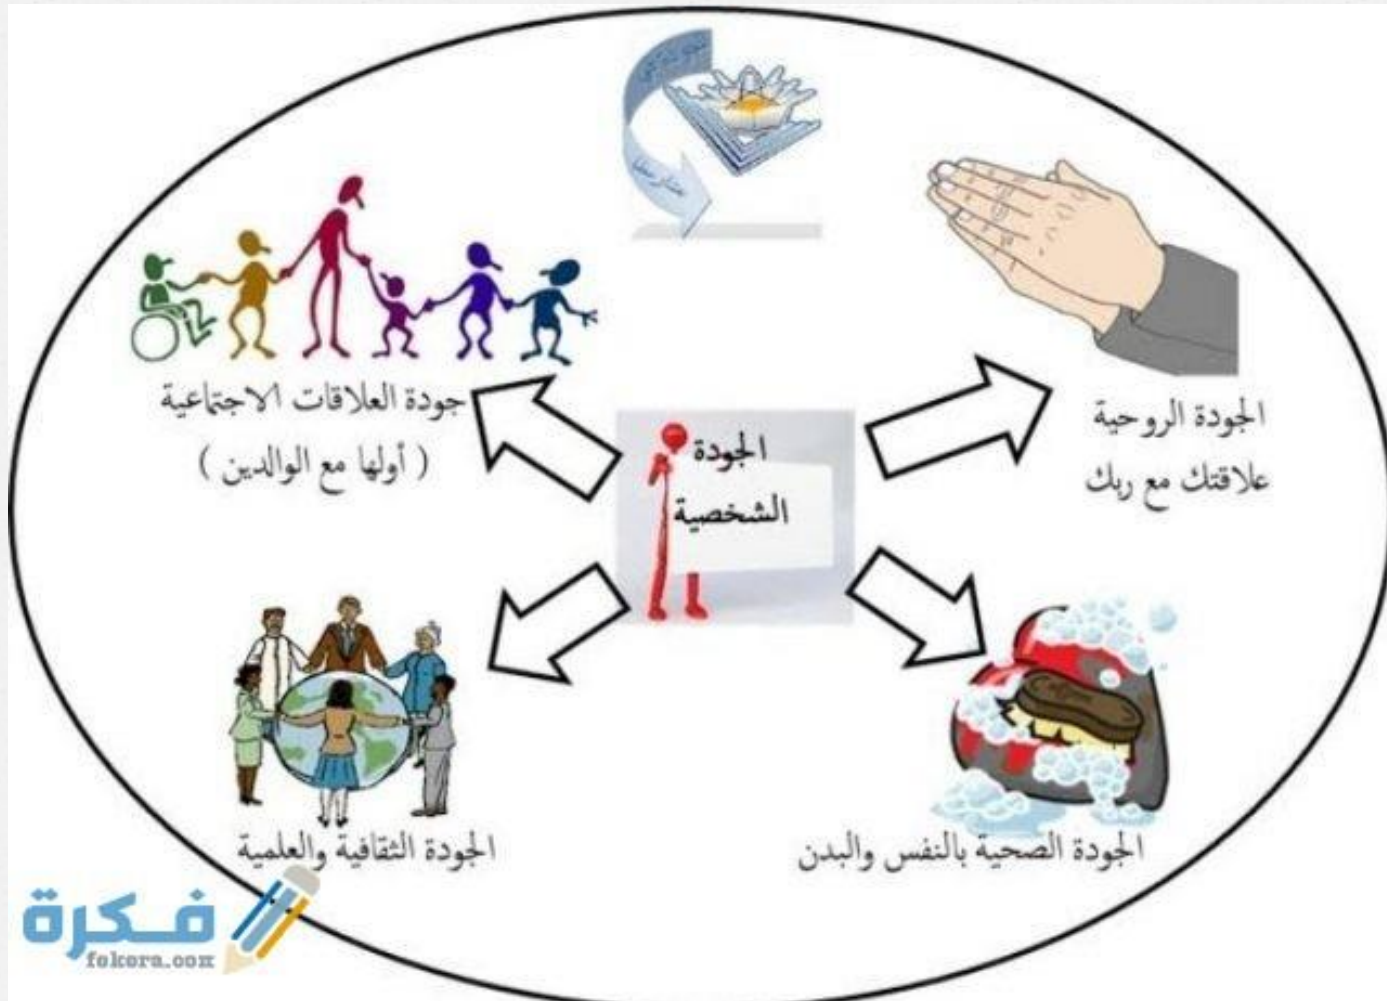 الجودة الروحية
علاقتك مع ربك
جودة العلاقات الاجتماعية
( أولها مع الوالدين )
الجودة
الشخصية
الجودة الصحية بالنفس والبدن
الجودة الثقافية والعلمية
فكرة
fekera.com